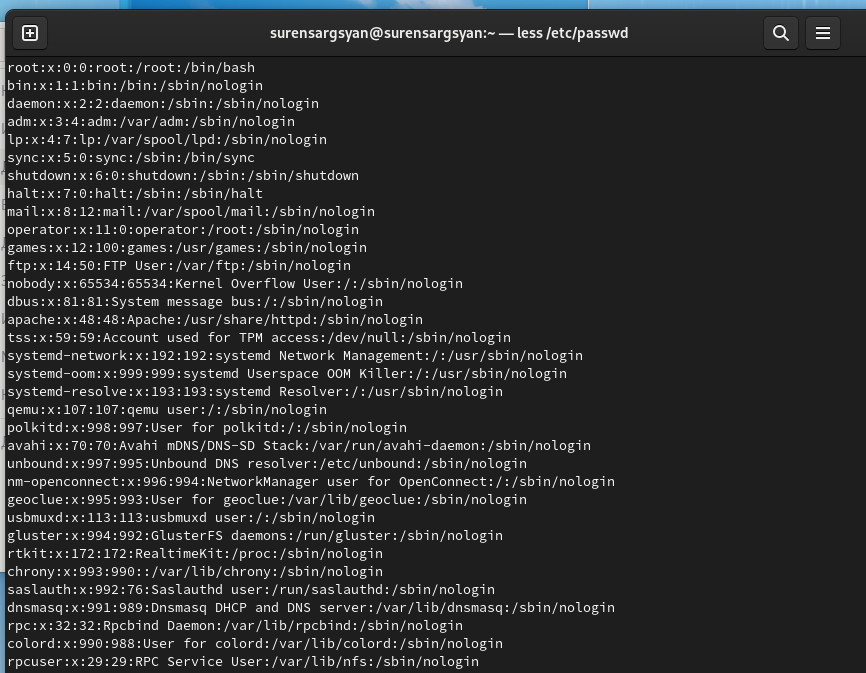 surensargsyan@surensargsyan:~ — less /etc/passwd
root:x:0:0:root:/root:/bin/bash
bin:x:1:1:bin:/bin:/sbin/nologin
daemon:x:2:2:daemon:/sbin:/sbin/nologin
adm:x:3:4:adm:/var/adm:/sbin/nologin
lp:x:4:7:lp:/var/spool/lpd:/sbin/nologin
sync:x:5:0:sync:/sbin:/bin/sync
shutdown:x:6:0:shutdown:/sbin:/sbin/shutdown
halt:x:7:0:halt:/sbin:/sbin/halt
mail:x:8:12:mail:/var/spool/mail:/sbin/nologin
operator:x:11:0:operator:/root:/sbin/nologin
games:x:12:100:games:/usr/games:/sbin/nologin
ftp:x:14:50:FTP User:/var/ftp:/sbin/nologin
nobody:x:65534:65534:Kernel Overflow User:/:/sbin/nologin
dbus:x:81:81:System message bus:/:/sbin/nologin
apache:x:48:48:Apache:/usr/share/httpd:/sbin/nologin
tss:x:59:59:Account used for TPM access:/dev/null:/sbin/nologin
systemd-network:x:192:192:systemd Network Management:/:/usr/sbin/nologin
systemd-oom:x:999:999:systemd Userspace OOM Killer:/:/usr/sbin/nologin
systemd-resolve:x:193:193:systemd Resolver:/:/usr/sbin/nologin
qemu:x:107:107:qemu user:/:/sbin/nologin
polkitd:x:998:997:User for polkitd:/:/sbin/nologin
avahi:x:70:70:Avahi mDNS/DNS-SD Stack:/var/run/avahi-daemon:/sbin/nologin
unbound:x:997:995:Unbound DNS resolver:/etc/unbound:/sbin/nologin
nm-openconnect:x:996:994:NetworkManager user for OpenConnect:/:/sbin/nologin
geoclue:x:995:993:User for geoclue:/var/lib/geoclue:/sbin/nologin
usbmuxd:x:113:113:usbmuxd user:/:/sbin/nologin
gluster:x:994:992:GlusterFS daemons:/run/gluster:/sbin/nologin
rtkit:x:172:172:RealtimeKit:/proc:/sbin/nologin
chrony:x:993:990::/var/lib/chrony:/sbin/nologin
saslauth:x:992:76:Saslauthd user:/run/saslauthd:/sbin/nologin
dnsmasq:x:991:989:Dnsmasq DHCP and DNS server:/var/lib/dnsmasq:/sbin/nologin
rpc:x:32:32:Rpcbind Daemon:/var/lib/rpcbind:/sbin/nologin
colord:x:990:988:User for colord:/var/lib/colord:/sbin/nologin
rpcuser:x:29:29:RPC Service User:/var/lib/nfs:/sbin/nologin